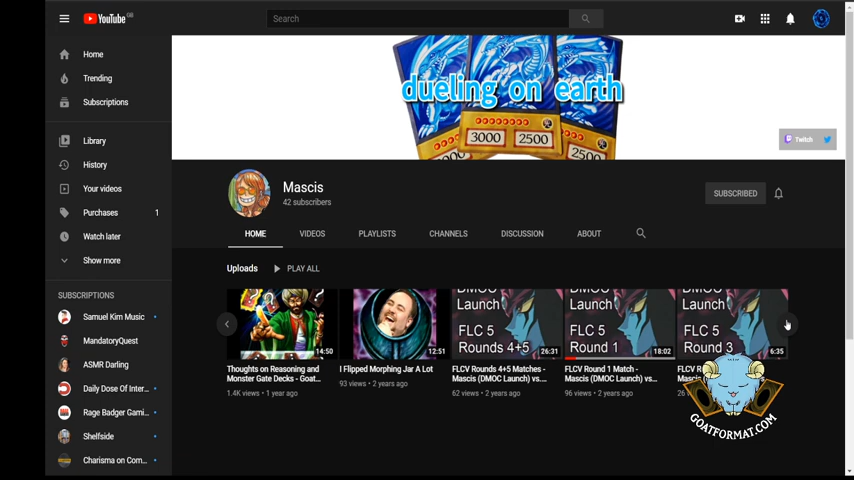 YouTube GB
Search
Home
Trending
Subscriptions
Library
History
Your videos
Purchases 1
Watch later
Show more
SUBSCRIPTIONS
Samuel Kim Music
MandatoryQuest
ASMR Darling
Daily Dose Of Inter...
Rage Badger Gami...
Shelfside
Charisma on Com...
dueling on earth
3000 2500
Twitch
Mascis
42 subscribers
SUBSCRIBED
HOME VIDEOS PLAYLISTS CHANNELS DISCUSSION ABOUT
Uploads PLAY ALL
14:50
Thoughts on Reasoning and
Monster Gate Decks - Goat...
1.4K views • 1 year ago
12:51
I Flipped Morphing Jar A Lot
93 views • 2 years ago
DMOC
Launch
FLC 5
Rounds 4+5
26:31
FLCV Rounds 4+5 Matches -
Mascis (DMOC Launch) vs....
62 views • 2 years ago
DMOC
Launch
FLC 5
Round 1
18:02
FLCV Round 1 Match -
Mascis (DMOC Launch) vs...
96 views • 2 years ago
DMOC
Launch
FLC 5
Round 3
6:35
GOATFORMAT.COM